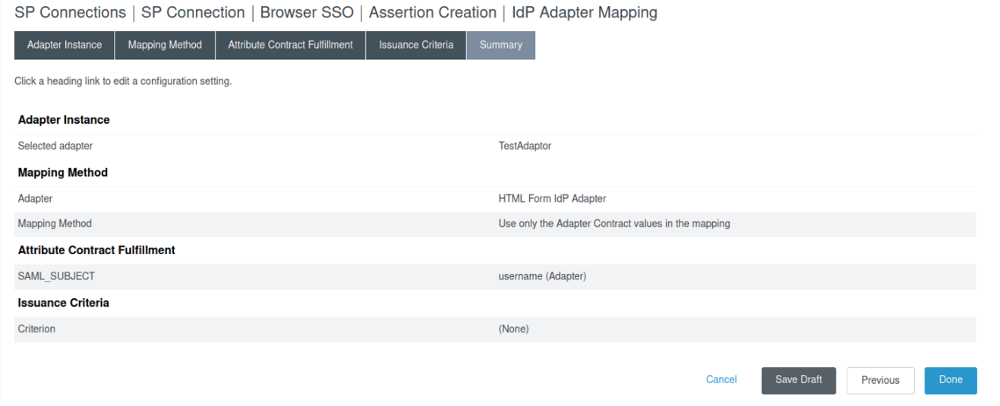 SP Connections | SP Connection | Browser SSO | Assertion Creation | IdP Adapter Mapping
Adapter Instance Mapping Method Attribute Contract Fulfillment Issuance Criteria Summary
Click a heading link to edit a configuration setting.
Adapter Instance
Selected adapter TestAdaptor
Mapping Method
Adapter HTML Form IdP Adapter
Mapping Method Use only the Adapter Contract values in the mapping
Attribute Contract Fulfillment
SAML_SUBJECT username (Adapter)
Issuance Criteria
Criterion (None)
Cancel Save Draft Previous Done